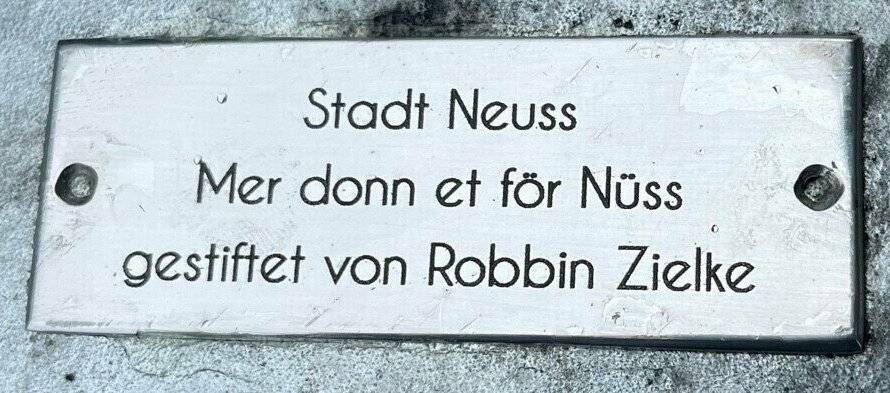 Stadt Neuss
Mer donn et för Nüss
gestiftet von Robbin Zielke